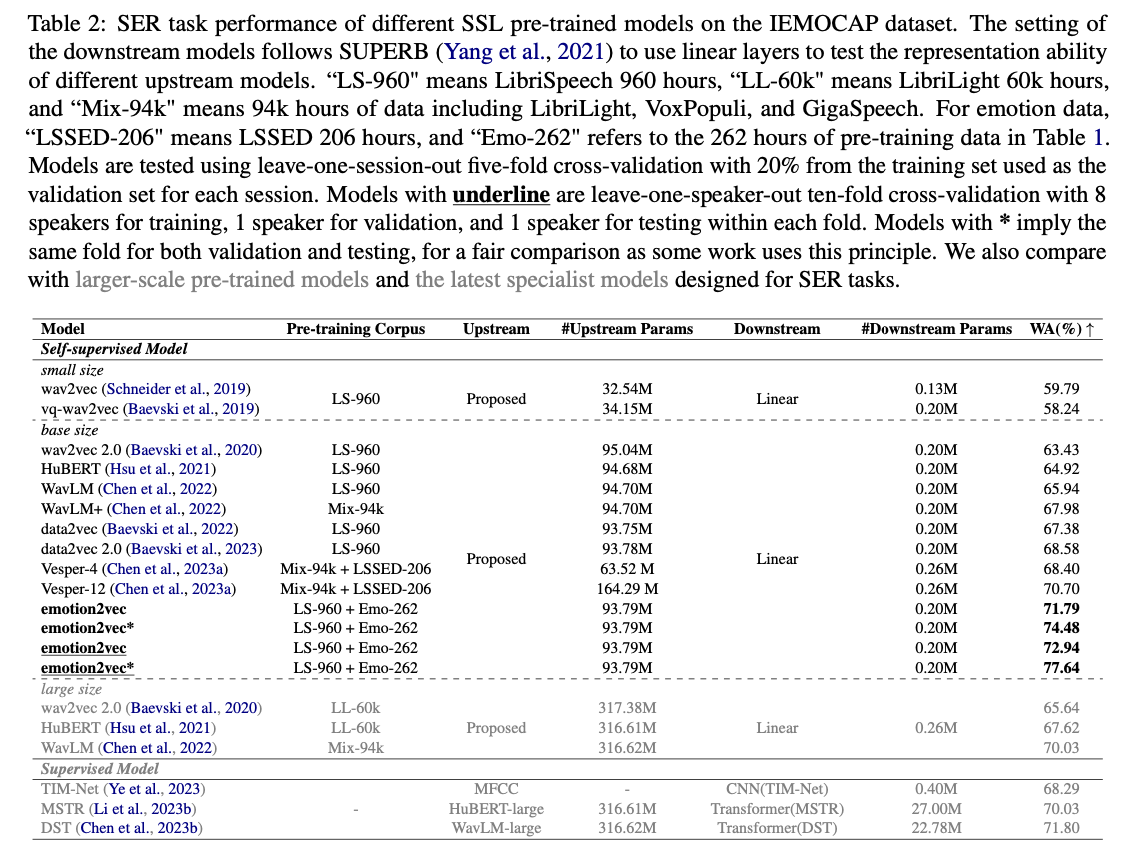 Table 2: SER task performance of different SSL pre-trained models on the IEMOCAP dataset. The setting of
the downstream models follows SUPERB (Yang et al., 2021) to use linear layers to test the representation ability
of different upstream models. “LS-960" means LibriSpeech 960 hours, “LL-60k" means LibriLight 60k hours,
and “Mix-94k" means 94k hours of data including LibriLight, VoxPopuli, and GigaSpeech. For emotion data,
“LSSED-206" means LSSED 206 hours, and “Emo-262" refers to the 262 hours of pre-training data in Table 1.
Models are tested using leave-one-session-out five-fold cross-validation with 20% from the training set used as the
validation set for each session. Models with underline are leave-one-speaker-out ten-fold cross-validation with 8
speakers for training, 1 speaker for validation, and 1 speaker for testing within each fold. Models with * imply the
same fold for both validation and testing, for a fair comparison as some work uses this principle. We also compare
with larger-scale pre-trained models and the latest specialist models designed for SER tasks.
Model Pre-training Corpus Upstream #Upstream Params Downstream #Downstream Params WA(%) ↑
Self-supervised Model
small size
wav2vec (Schneider et al., 2019) 32.54M 0.13M 59.79
LS-960 Proposed Linear
vq-wav2vec (Baevski et al., 2019) 34.15M 0.20M 58.24
base size
wav2vec 2.0 (Baevski et al., 2020) LS-960 95.04M 0.20M 63.43
HuBERT (Hsu et al., 2021) LS-960 94.68M 0.20M 64.92
WavLM (Chen et al., 2022) LS-960 94.70M 0.20M 65.94
WavLM+ (Chen et al., 2022) Mix-94k 94.70M 0.20M 67.98
data2vec (Baevski et al., 2022) LS-960 93.75M 0.20M 67.38
data2vec 2.0 (Baevski et al., 2023) LS-960 93.78M 0.20M 68.58
Proposed Linear
Vesper-4 (Chen et al., 2023a) Mix-94k + LSSED-206 63.52 M 0.26M 68.40
Vesper-12 (Chen et al., 2023a) Mix-94k + LSSED-206 164.29 M 0.26M 70.70
emotion2vec LS-960 + Emo-262 93.79M 0.20M 71.79
emotion2vec* LS-960 + Emo-262 93.79M 0.20M 74.48
emotion2vec LS-960 + Emo-262 93.79M 0.20M 72.94
emotion2vec* LS-960 + Emo-262 93.79M 0.20M 77.64
large size
wav2vec 2.0 (Baevski et al., 2020) LL-60k 317.38M 65.64
HuBERT (Hsu et al., 2021) LL-60k Proposed 316.61M Linear 0.26M 67.62
WavLM (Chen et al., 2022) Mix-94k 316.62M 70.03
Supervised Model
TIM-Net (Ye et al., 2023) MFCC - CNN(TIM-Net) 0.40M 68.29
MSTR (Li et al., 2023b) - HuBERT-large 316.61M Transformer(MSTR) 27.00M 70.03
DST (Chen et al., 2023b) WavLM-large 316.62M Transformer(DST) 22.78M 71.80